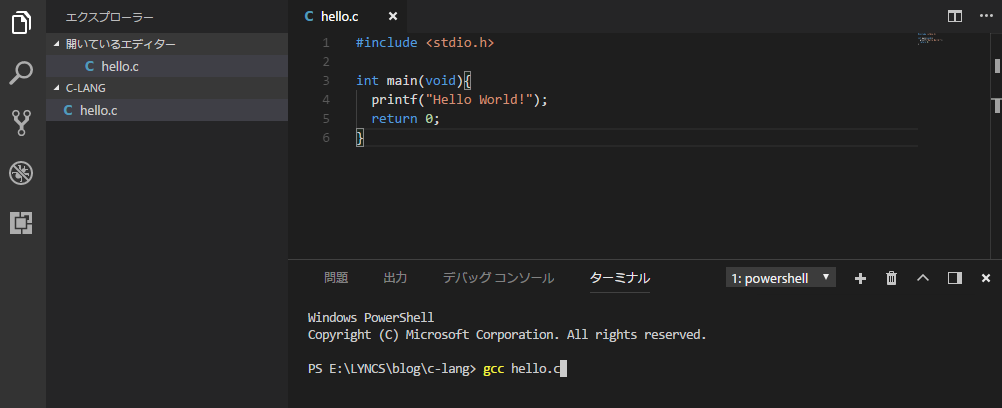 エクスプローラー
開いているエディター
C hello.c
C-LANG
C hello.c
C hello.c ×
1 #include <stdio.h>
2
3 int main(void){
4 printf("Hello World!");
5 return 0;
6 }
問題 出力 デバッグ コンソール ターミナル 1: powershell
Windows PowerShell
Copyright (C) Microsoft Corporation. All rights reserved.
PS E:\LYNCS\blog\c-lang> gcc hello.c